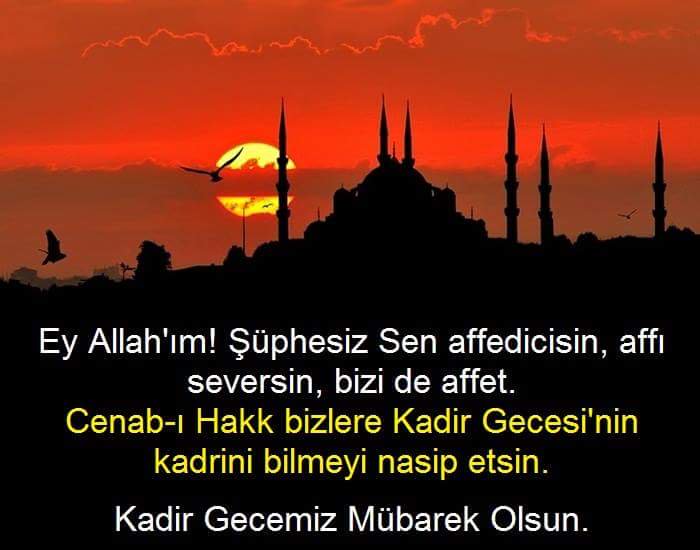 Ey Allah'ım! Şüphesiz Sen affedicisin, affı
seversin, bizi de affet.
Cenab-ı Hakk bizlere Kadir Gecesi'nin
kadrini bilmeyi nasip etsin.
Kadir Gecemiz Mübarek Olsun.